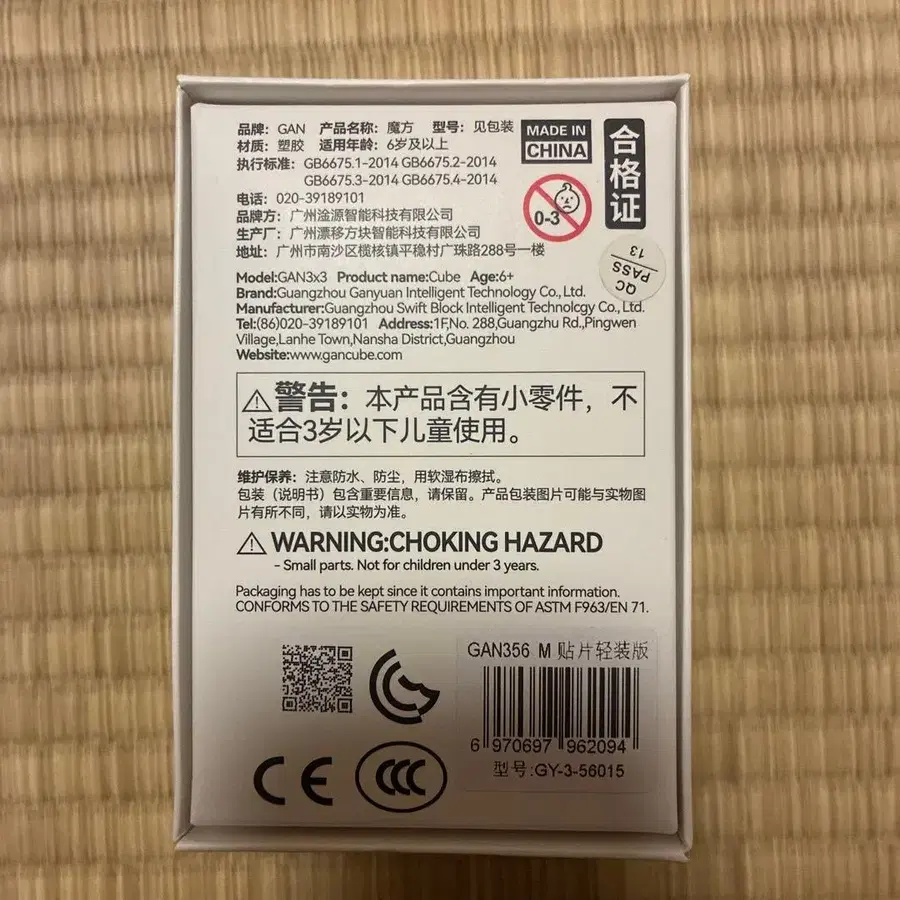 品牌：GAN 产品名称：魔方 型号：见包装
材质：塑胶 适用年龄：6岁及以上
执行标准：GB6675.1-2014 GB6675.2-2014
GB6675.3-2014 GB6675.4-2014
电话：020-39189101
品牌方：广州淦源智能科技有限公司
生产厂：广州漂移方块智能科技有限公司
地址：广州市南沙区榄核镇平稳村广珠路288号一楼
MADE IN
CHINA
合格证
0-3
QC
PASS
13
Model:GAN3x3 Product name:Cube Age:6+
Brand:Guangzhou Ganyuan Intelligent Technology Co., Ltd.
Manufacturer:Guangzhou Swift Block Intelligent Technolcgy Co., Ltd.
Tel:(86)020-39189101 Address:1F,No. 288,Guangzhu Rd.,Pingwen
Village,Lanhe Town,Nansha District,Guangzhou
Website:www.gancube.com
⚠警告：本产品含有小零件，不
适合3岁以下儿童使用。
维护保养：注意防水、防尘，用软湿布擦拭。
包装（说明书）包含重要信息，请保留。产品包装图片可能与实物图
片有所不同，请以实物为准。
⚠WARNING:CHOKING HAZARD
– Small parts. Not for children under 3 years.
Packaging has to be kept since it contains important information.
CONFORMS TO THE SAFETY REQUIREMENTS OF ASTM F963/EN 71.
GAN356 M 贴片轻装版
6 970697 962094
型号:GY-3-56015
CE
CCC